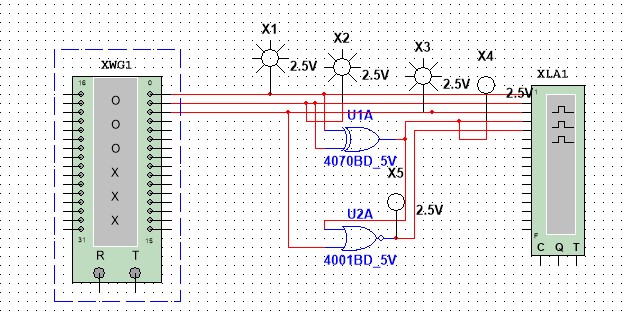 X1
X2
X3
X4
XWG1
2.5V
2.5V
2.5V
2.5V
XLA1
16
0
1
O
O
O
X
X
X
U1A
4070BD_5V
X5
2.5V
U2A
4001BD_5V
31
15
R
T
F
C
Q
T